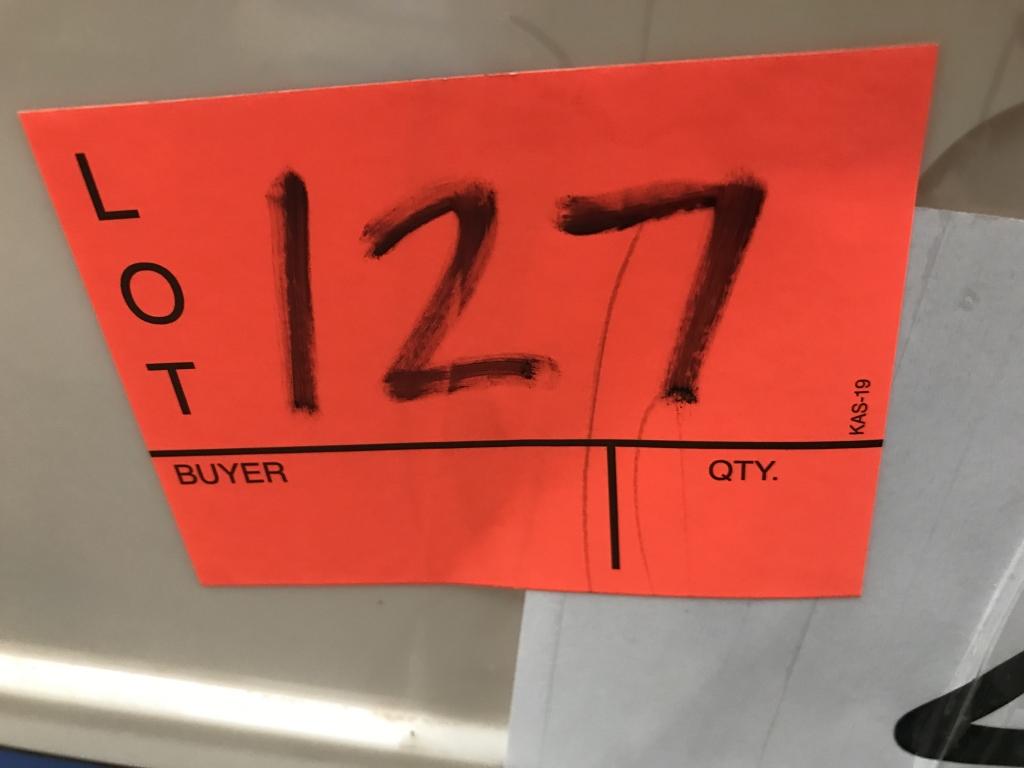 LOT 127
KAS-19
BUYER QTY.